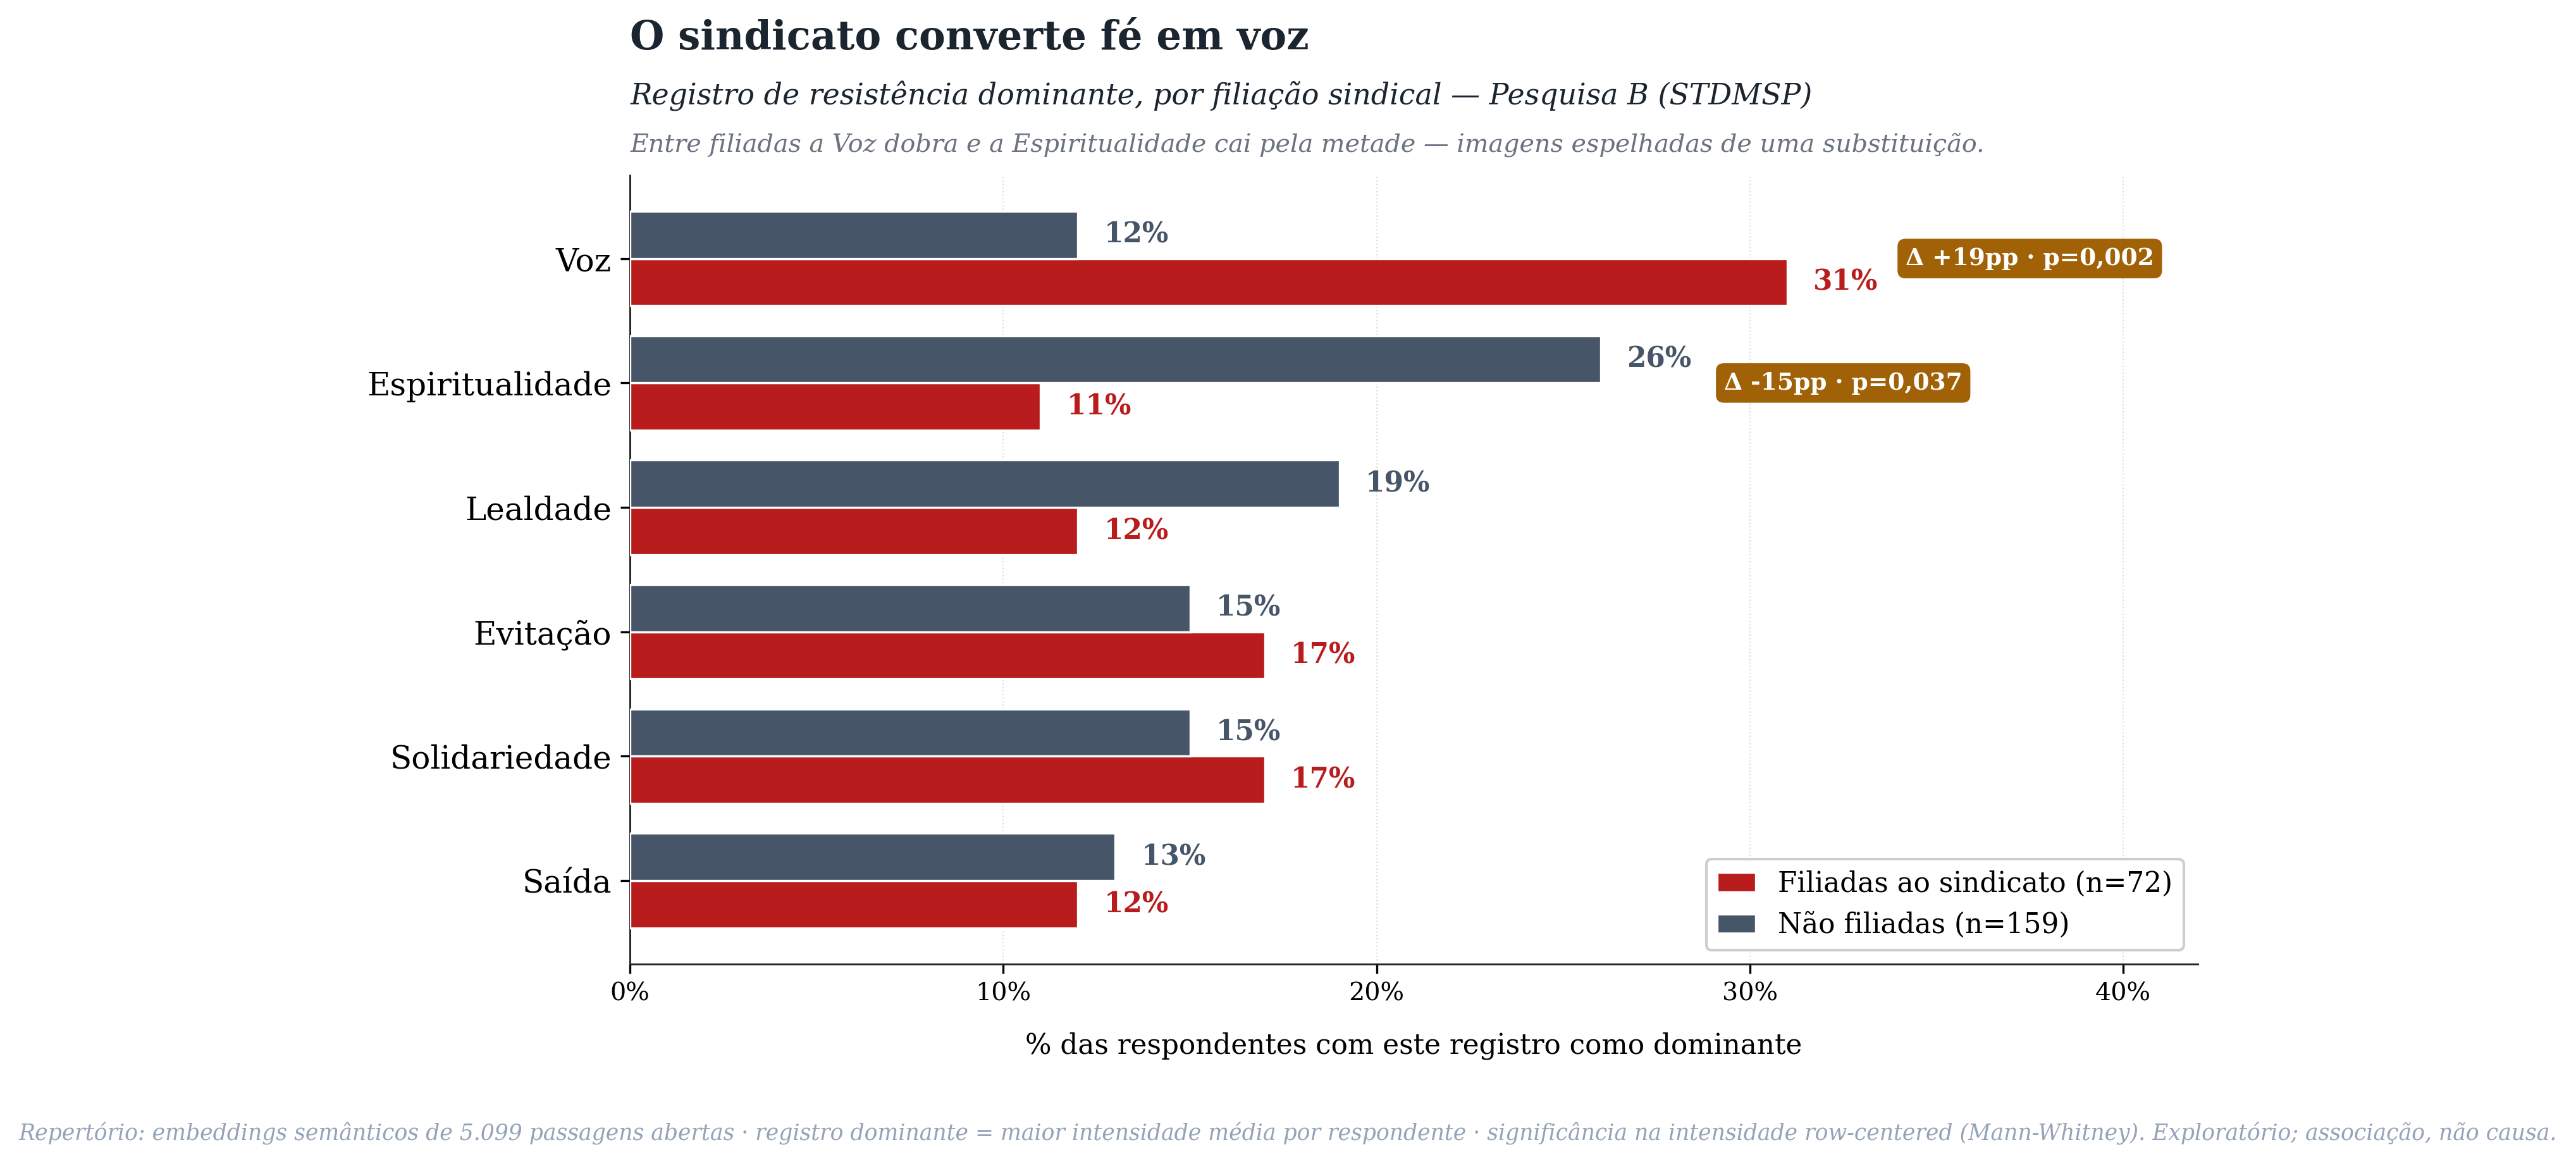 O sindicato converte fé em voz
Registro de resistência dominante, por filiação sindical — Pesquisa B (STDMSP)
Entre filiadas a Voz dobra e a Espiritualidade cai pela metade — imagens espelhadas de uma substituição.
Voz
12%
31%
Δ +19pp · p=0,002
Espiritualidade
26%
11%
Δ -15pp · p=0,037
Lealdade
19%
12%
Evitação
15%
17%
Solidariedade
15%
17%
Saída
13%
12%
Filiadas ao sindicato (n=72)
Não filiadas (n=159)
0%
10%
20%
30%
40%
% das respondentes com este registro como dominante
Repertório: embeddings semânticos de 5.099 passagens abertas · registro dominante = maior intensidade média por respondente · significância na intensidade row-centered (Mann-Whitney). Exploratório; associação, não causa.